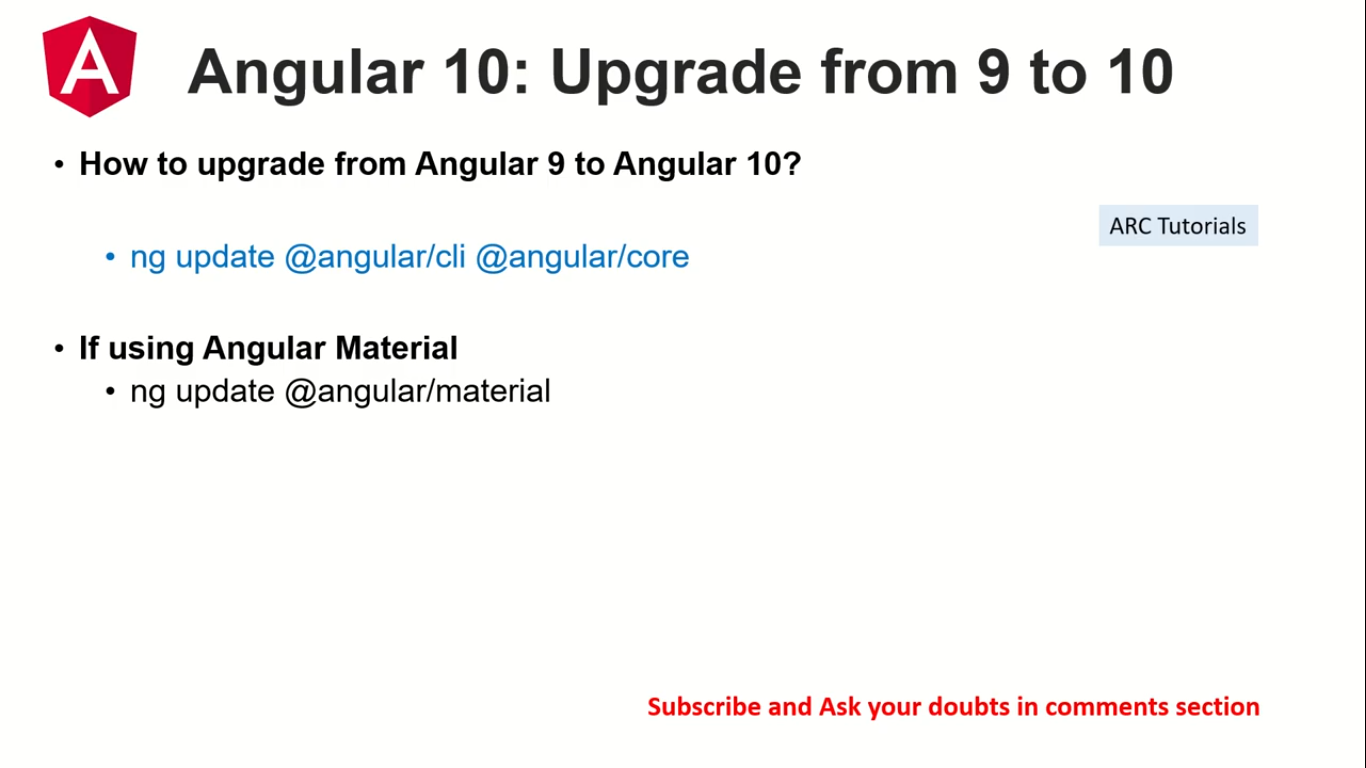 Angular 10: Upgrade from 9 to 10
• How to upgrade from Angular 9 to Angular 10?
ARC Tutorials
• ng update @angular/cli @angular/core
• If using Angular Material
• ng update @angular/material
Subscribe and Ask your doubts in comments section